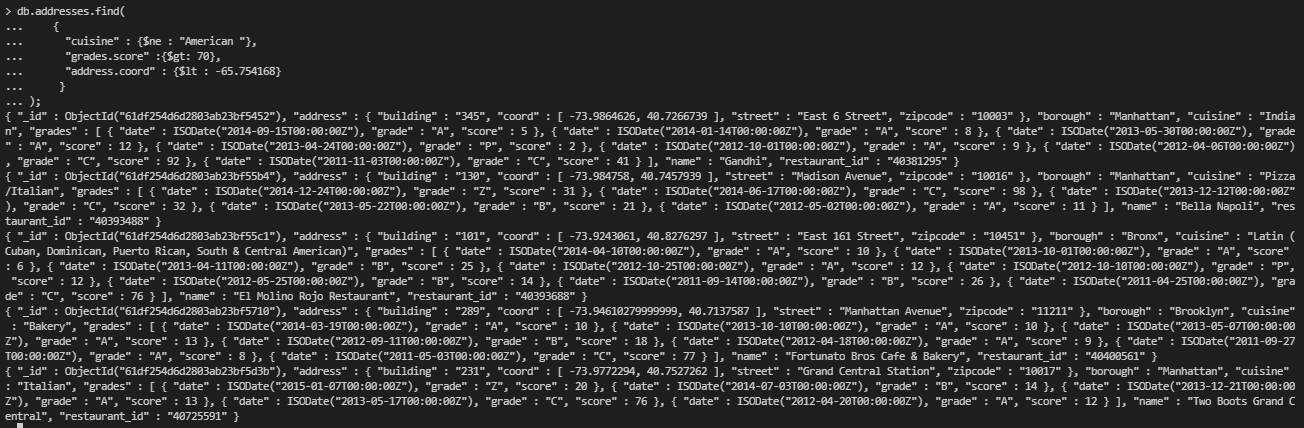 > db.addresses.find(
...     {
...       "cuisine" : {$ne : "American "},
...       "grades.score" :{$gt: 70},
...       "address.coord" : {$lt : -65.754168}
...      }
... );
{ "_id" : ObjectId("61df254d6d2803ab23bf5452"), "address" : { "building" : "345", "coord" : [ -73.9864626, 40.7266739 ], "street" : "East 6 Street", "zipcode" : "10003" }, "borough" : "Manhattan", "cuisine" : "India
n", "grades" : [ { "date" : ISODate("2014-09-15T00:00:00Z"), "grade" : "A", "score" : 5 }, { "date" : ISODate("2014-01-14T00:00:00Z"), "grade" : "A", "score" : 8 }, { "date" : ISODate("2013-05-30T00:00:00Z"), "grade
" : "A", "score" : 12 }, { "date" : ISODate("2013-04-24T00:00:00Z"), "grade" : "P", "score" : 2 }, { "date" : ISODate("2012-10-01T00:00:00Z"), "grade" : "A", "score" : 9 }, { "date" : ISODate("2012-04-06T00:00:00Z")
, "grade" : "C", "score" : 92 }, { "date" : ISODate("2011-11-03T00:00:00Z"), "grade" : "C", "score" : 41 } ], "name" : "Gandhi", "restaurant_id" : "40381295" }
{ "_id" : ObjectId("61df254d6d2803ab23bf55b4"), "address" : { "building" : "130", "coord" : [ -73.984758, 40.7457939 ], "street" : "Madison Avenue", "zipcode" : "10016" }, "borough" : "Manhattan", "cuisine" : "Pizza
/Italian", "grades" : [ { "date" : ISODate("2014-12-24T00:00:00Z"), "grade" : "Z", "score" : 31 }, { "date" : ISODate("2014-06-17T00:00:00Z"), "grade" : "C", "score" : 98 }, { "date" : ISODate("2013-12-12T00:00:00Z"
), "grade" : "C", "score" : 32 }, { "date" : ISODate("2013-05-22T00:00:00Z"), "grade" : "B", "score" : 21 }, { "date" : ISODate("2012-05-02T00:00:00Z"), "grade" : "A", "score" : 11 } ], "name" : "Bella Napoli", "res
taurant_id" : "40393488" }
{ "_id" : ObjectId("61df254d6d2803ab23bf55c1"), "address" : { "building" : "101", "coord" : [ -73.9243061, 40.8276297 ], "street" : "East 161 Street", "zipcode" : "10451" }, "borough" : "Bronx", "cuisine" : "Latin (
Cuban, Dominican, Puerto Rican, South & Central American)", "grades" : [ { "date" : ISODate("2014-04-10T00:00:00Z"), "grade" : "A", "score" : 10 }, { "date" : ISODate("2013-10-01T00:00:00Z"), "grade" : "A", "score"
: 6 }, { "date" : ISODate("2013-04-11T00:00:00Z"), "grade" : "B", "score" : 25 }, { "date" : ISODate("2012-10-25T00:00:00Z"), "grade" : "A", "score" : 12 }, { "date" : ISODate("2012-10-10T00:00:00Z"), "grade" : "P",
 "score" : 12 }, { "date" : ISODate("2012-05-25T00:00:00Z"), "grade" : "B", "score" : 14 }, { "date" : ISODate("2011-09-14T00:00:00Z"), "grade" : "B", "score" : 26 }, { "date" : ISODate("2011-04-25T00:00:00Z"), "gra
de" : "C", "score" : 76 } ], "name" : "El Molino Rojo Restaurant", "restaurant_id" : "40393688" }
{ "_id" : ObjectId("61df254d6d2803ab23bf5710"), "address" : { "building" : "289", "coord" : [ -73.94610279999999, 40.7137587 ], "street" : "Manhattan Avenue", "zipcode" : "11211" }, "borough" : "Brooklyn", "cuisine"
 : "Bakery", "grades" : [ { "date" : ISODate("2014-03-19T00:00:00Z"), "grade" : "A", "score" : 10 }, { "date" : ISODate("2013-10-10T00:00:00Z"), "grade" : "A", "score" : 10 }, { "date" : ISODate("2013-05-07T00:00:00
Z"), "grade" : "A", "score" : 13 }, { "date" : ISODate("2012-09-11T00:00:00Z"), "grade" : "B", "score" : 18 }, { "date" : ISODate("2012-04-18T00:00:00Z"), "grade" : "A", "score" : 9 }, { "date" : ISODate("2011-09-27
T00:00:00Z"), "grade" : "A", "score" : 8 }, { "date" : ISODate("2011-05-03T00:00:00Z"), "grade" : "C", "score" : 77 } ], "name" : "Fortunato Bros Cafe & Bakery", "restaurant_id" : "40400561" }
{ "_id" : ObjectId("61df254d6d2803ab23bf5d3b"), "address" : { "building" : "231", "coord" : [ -73.9772294, 40.7527262 ], "street" : "Grand Central Station", "zipcode" : "10017" }, "borough" : "Manhattan", "cuisine"
: "Italian", "grades" : [ { "date" : ISODate("2015-01-07T00:00:00Z"), "grade" : "Z", "score" : 20 }, { "date" : ISODate("2014-07-03T00:00:00Z"), "grade" : "B", "score" : 14 }, { "date" : ISODate("2013-12-21T00:00:00
Z"), "grade" : "A", "score" : 13 }, { "date" : ISODate("2013-05-17T00:00:00Z"), "grade" : "C", "score" : 76 }, { "date" : ISODate("2012-04-20T00:00:00Z"), "grade" : "A", "score" : 12 } ], "name" : "Two Boots Grand C
entral", "restaurant_id" : "40725591" }